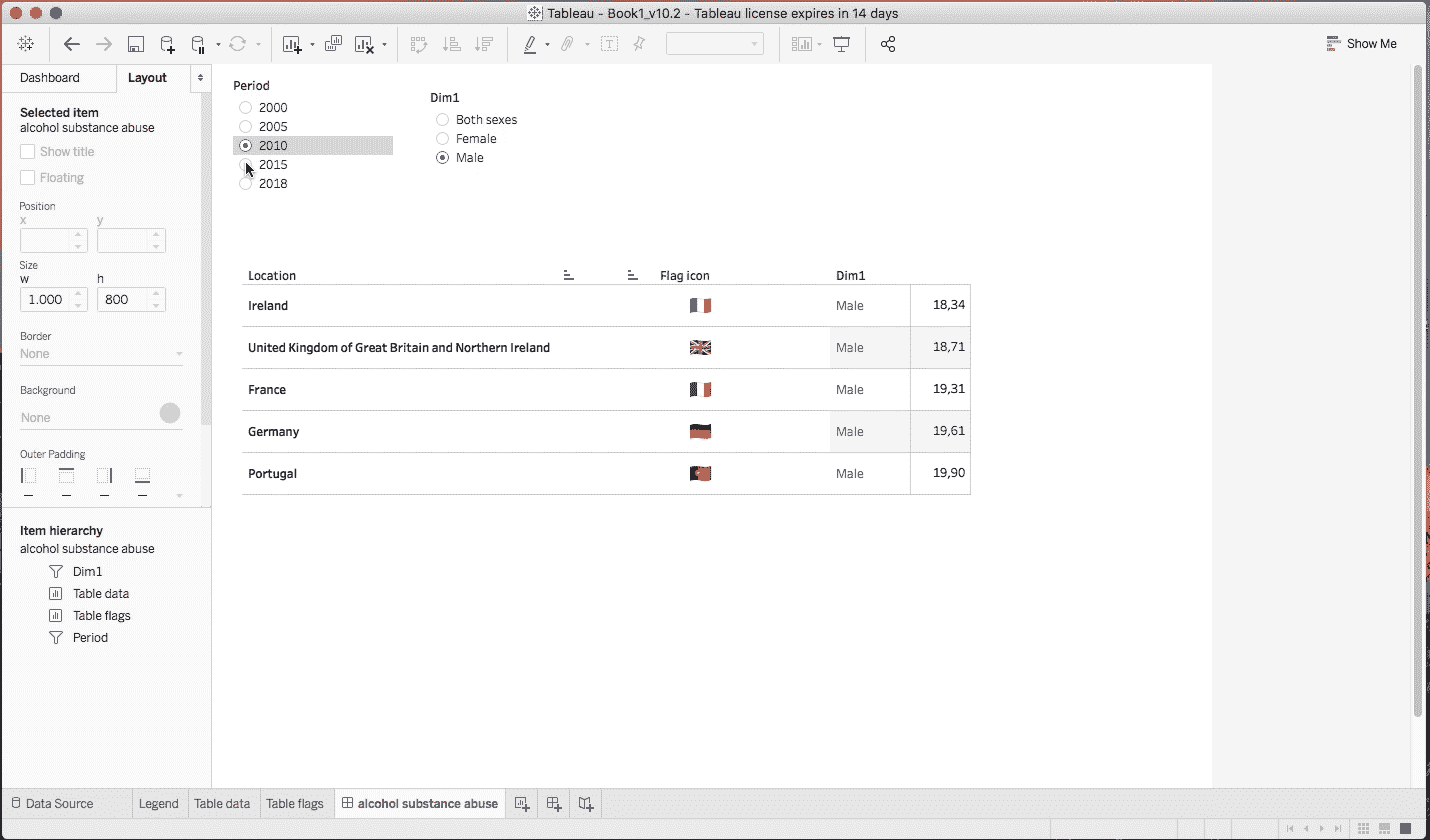 Tableau - Book1_v10.2 - Tableau license expires in 14 days
Show Me
Dashboard
Layout
Selected item
alcohol substance abuse
Show title
Floating
Position
x y
Size
w h
1.000 800
Border
None
Background
None
Outer Padding
Item hierarchy
alcohol substance abuse
Dim1
Table data
Table flags
Period
Period
2000
2005
2010
2015
2018
Dim1
Both sexes
Female
Male
Location Flag icon Dim1
Ireland Male 18,34
United Kingdom of Great Britain and Northern Ireland Male 18,71
France Male 19,31
Germany Male 19,61
Portugal Male 19,90
Data Source Legend Table data Table flags alcohol substance abuse